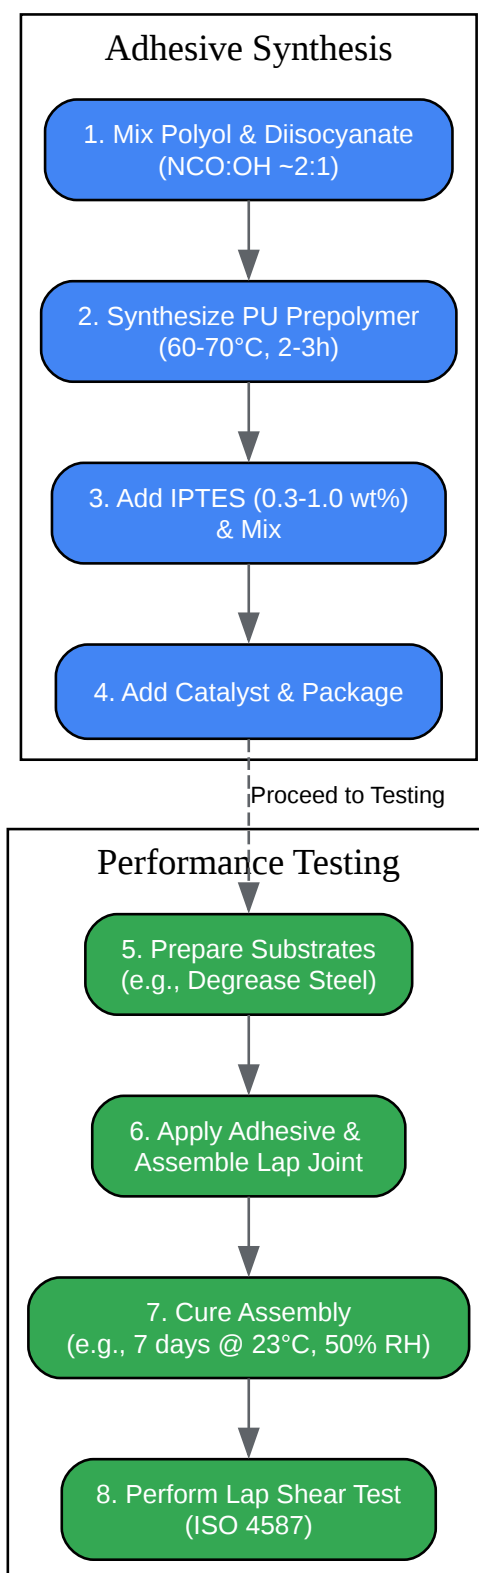 Adhesive Synthesis
1. Mix Polyol & Diisocyanate
(NCO:OH ~2:1)
2. Synthesize PU Prepolymer
(60-70°C, 2-3h)
3. Add IPTES (0.3-1.0 wt%)
& Mix
4. Add Catalyst & Package
Proceed to Testing
Performance Testing
5. Prepare Substrates
(e.g., Degrease Steel)
6. Apply Adhesive &
Assemble Lap Joint
7. Cure Assembly
(e.g., 7 days @ 23°C, 50% RH)
8. Perform Lap Shear Test
(ISO 4587)